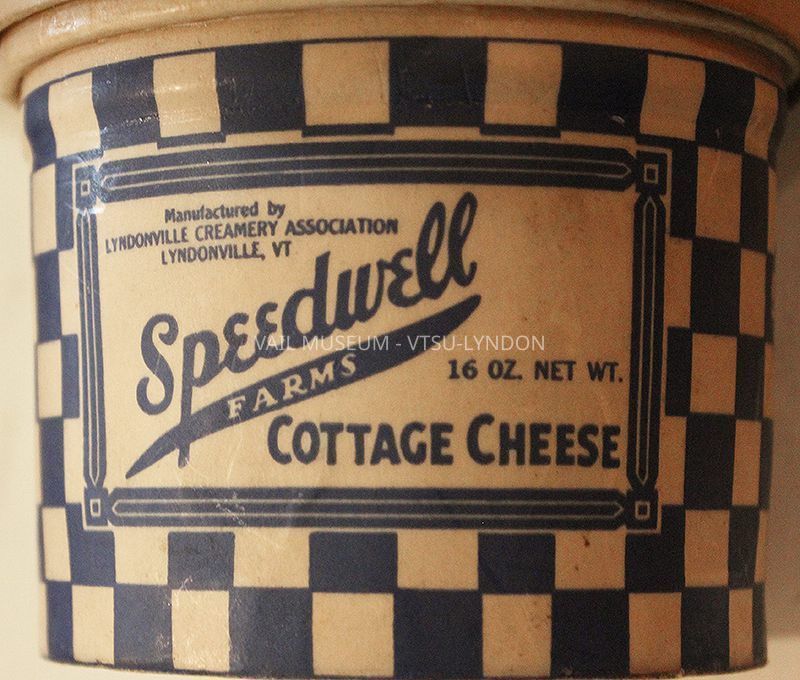 Manufactured by
LYNDONVILLE CREAMERY ASSOCIATION
LYNDONVILLE, VT
Speedwell
FARMS
VAIL MUSEUM - VTSU-LYNDON
16 OZ. NET WT.
COTTAGE CHEESE